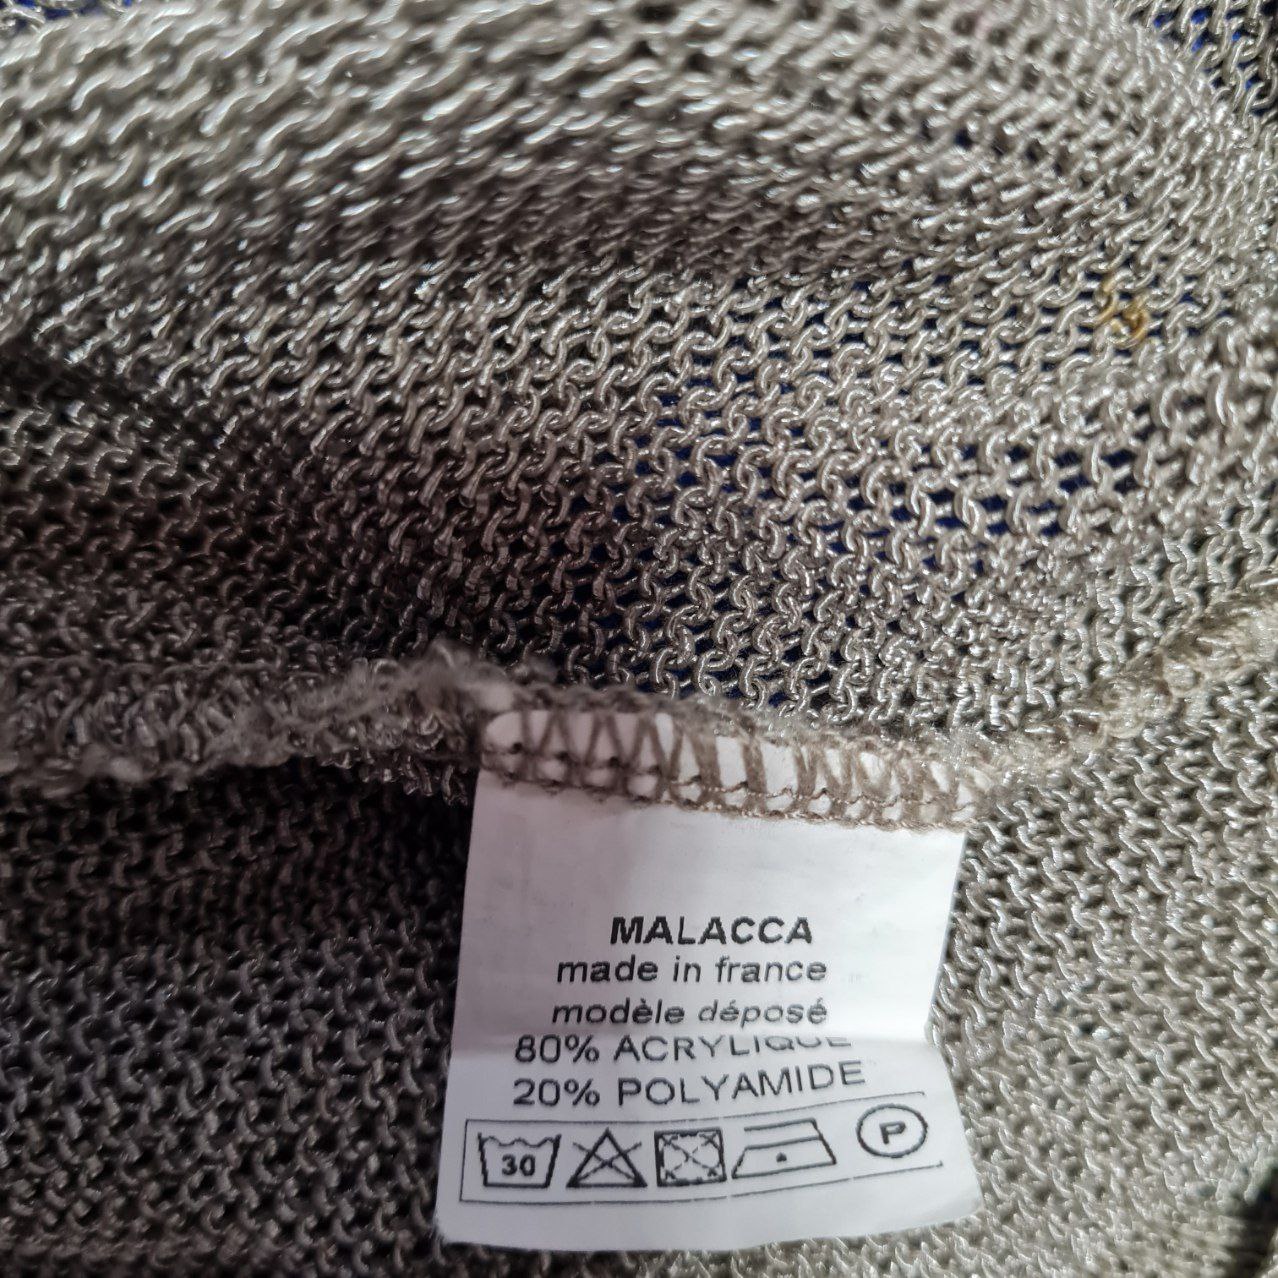 MALACCA
made in france
modèle déposé
80% ACRYLIQUE
20% POLYAMIDE
30 P